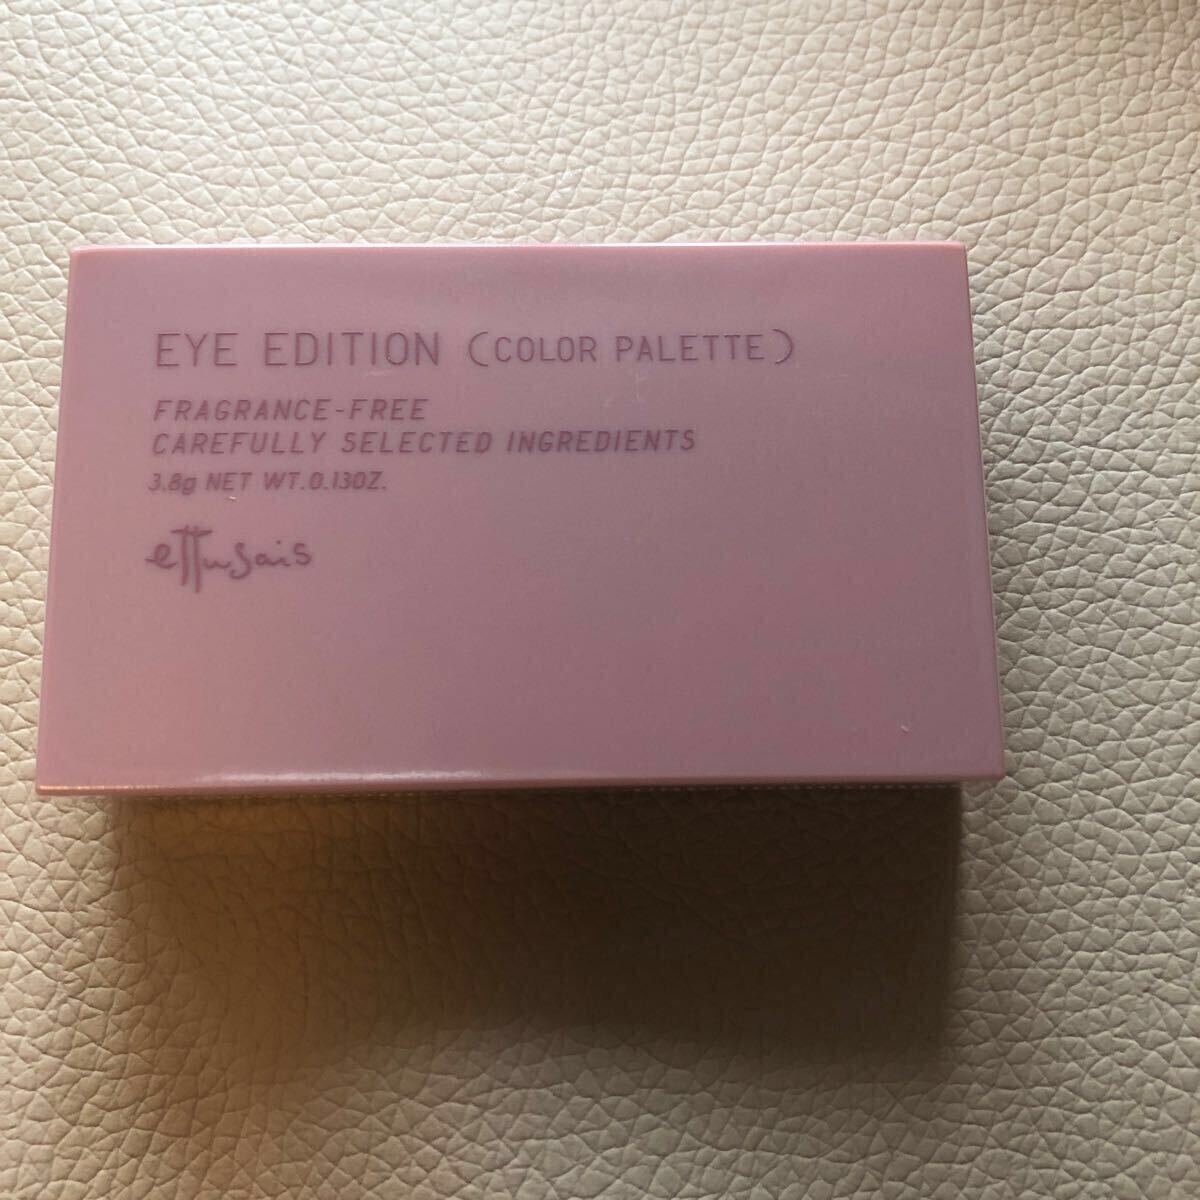 EYE EDITION (COLOR PALETTE)
FRAGRANCE-FREE
CAREFULLY SELECTED INGREDIENTS
3.8g NET WT.0.13OZ.
ettusais